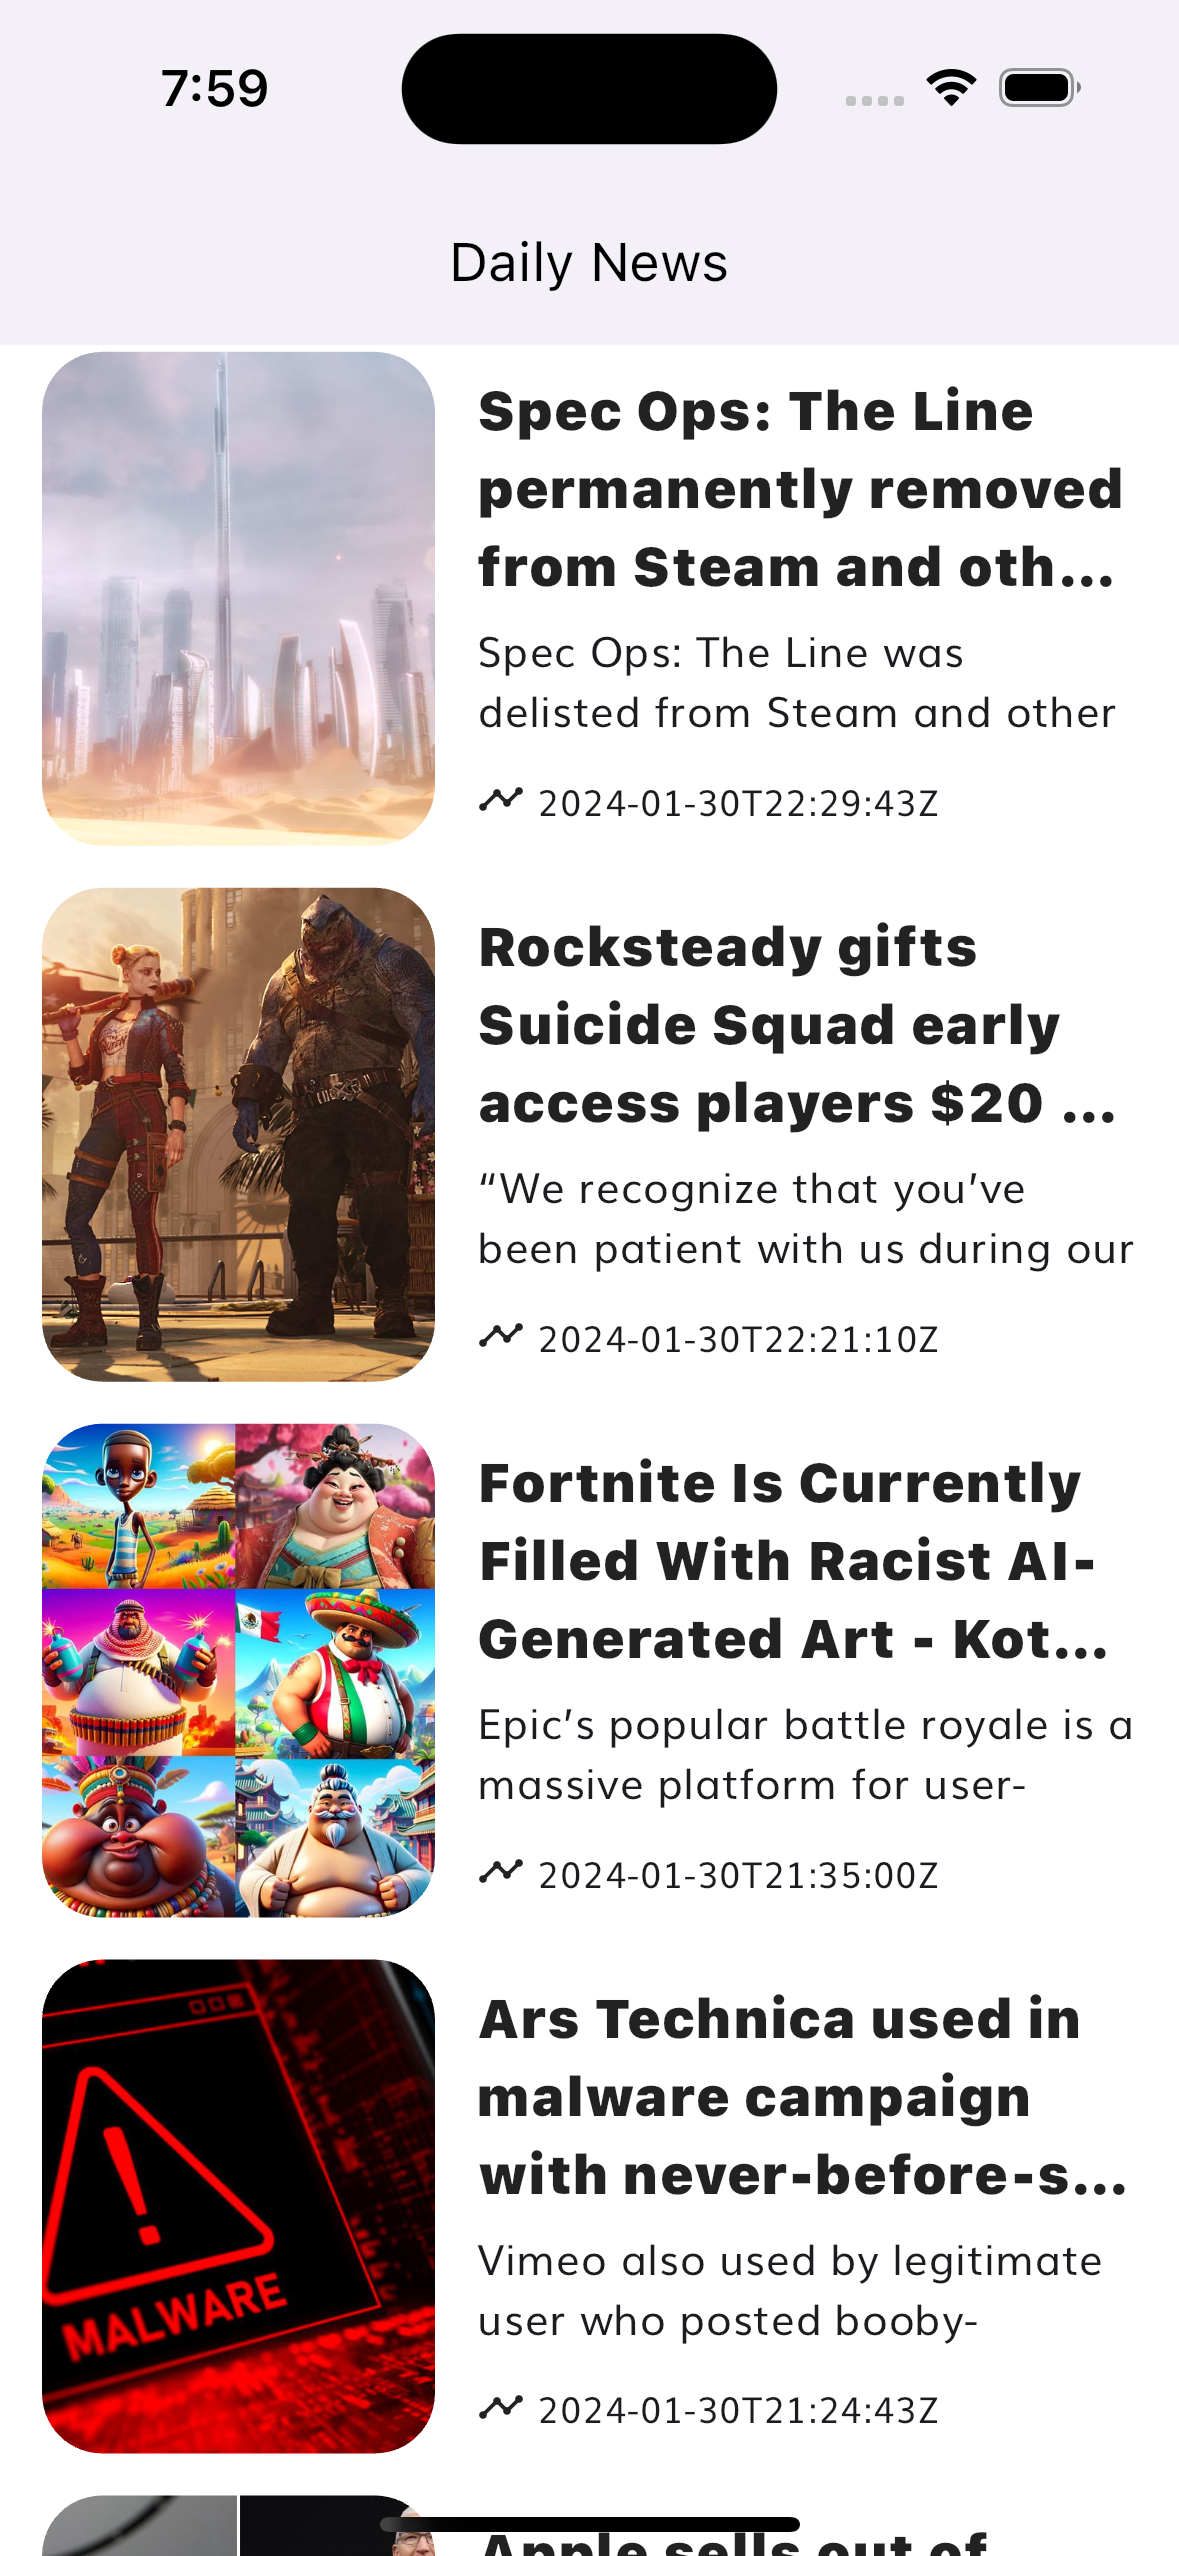 7:59
Daily News
Spec Ops: The Line
permanently removed
from Steam and oth...
Spec Ops: The Line was
delisted from Steam and other
2024-01-30T22:29:43Z
Rocksteady gifts
Suicide Squad early
access players $20 ...
“We recognize that you’ve
been patient with us during our
2024-01-30T22:21:10Z
Fortnite Is Currently
Filled With Racist AI-
Generated Art - Kot...
Epic’s popular battle royale is a
massive platform for user-
2024-01-30T21:35:00Z
MALWARE
Ars Technica used in
malware campaign
with never-before-s...
Vimeo also used by legitimate
user who posted booby-
2024-01-30T21:24:43Z
Apple sells out of